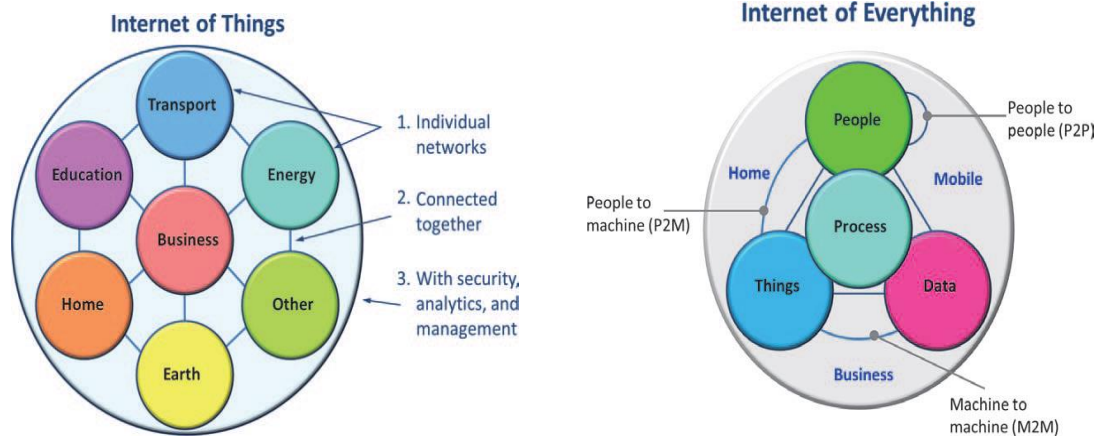 Internet of Things
Transport
Education
Energy
Business
Home
Other
Earth
1. Individual
networks
2. Connected
together
3. With security,
analytics, and
management
Internet of Everything
People
People to
people (P2P)
Home
Mobile
People to
machine (P2M)
Process
Things
Data
Business
Machine to
machine (M2M)